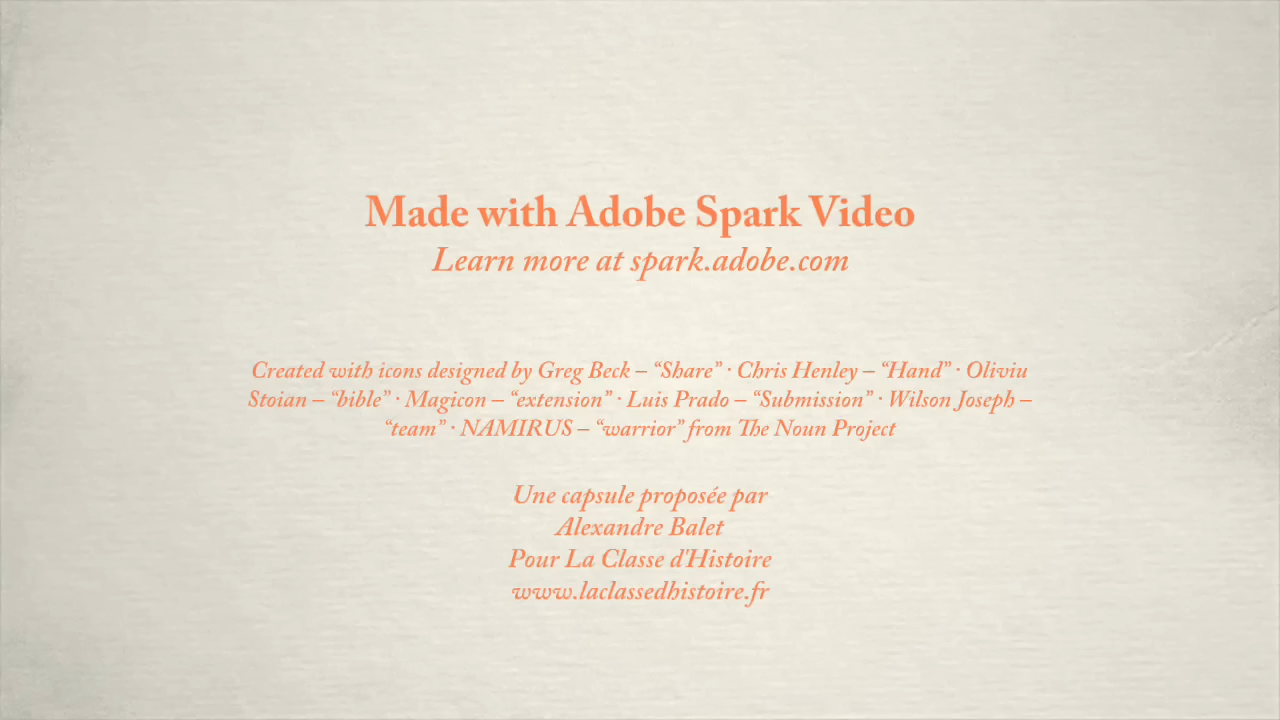 Made with Adobe Spark Video
Learn more at spark.adobe.com
Created with icons designed by Greg Beck – “Share” · Chris Henley – “Hand” · Oliviu
Stoian – “bible” · Magicon – “extension” · Luis Prado – “Submission” · Wilson Joseph –
“team” · NAMIRUS – “warrior” from The Noun Project
Une capsule proposée par
Alexandre Balet
Pour La Classe d'Histoire
www.laclassedhistoire.fr